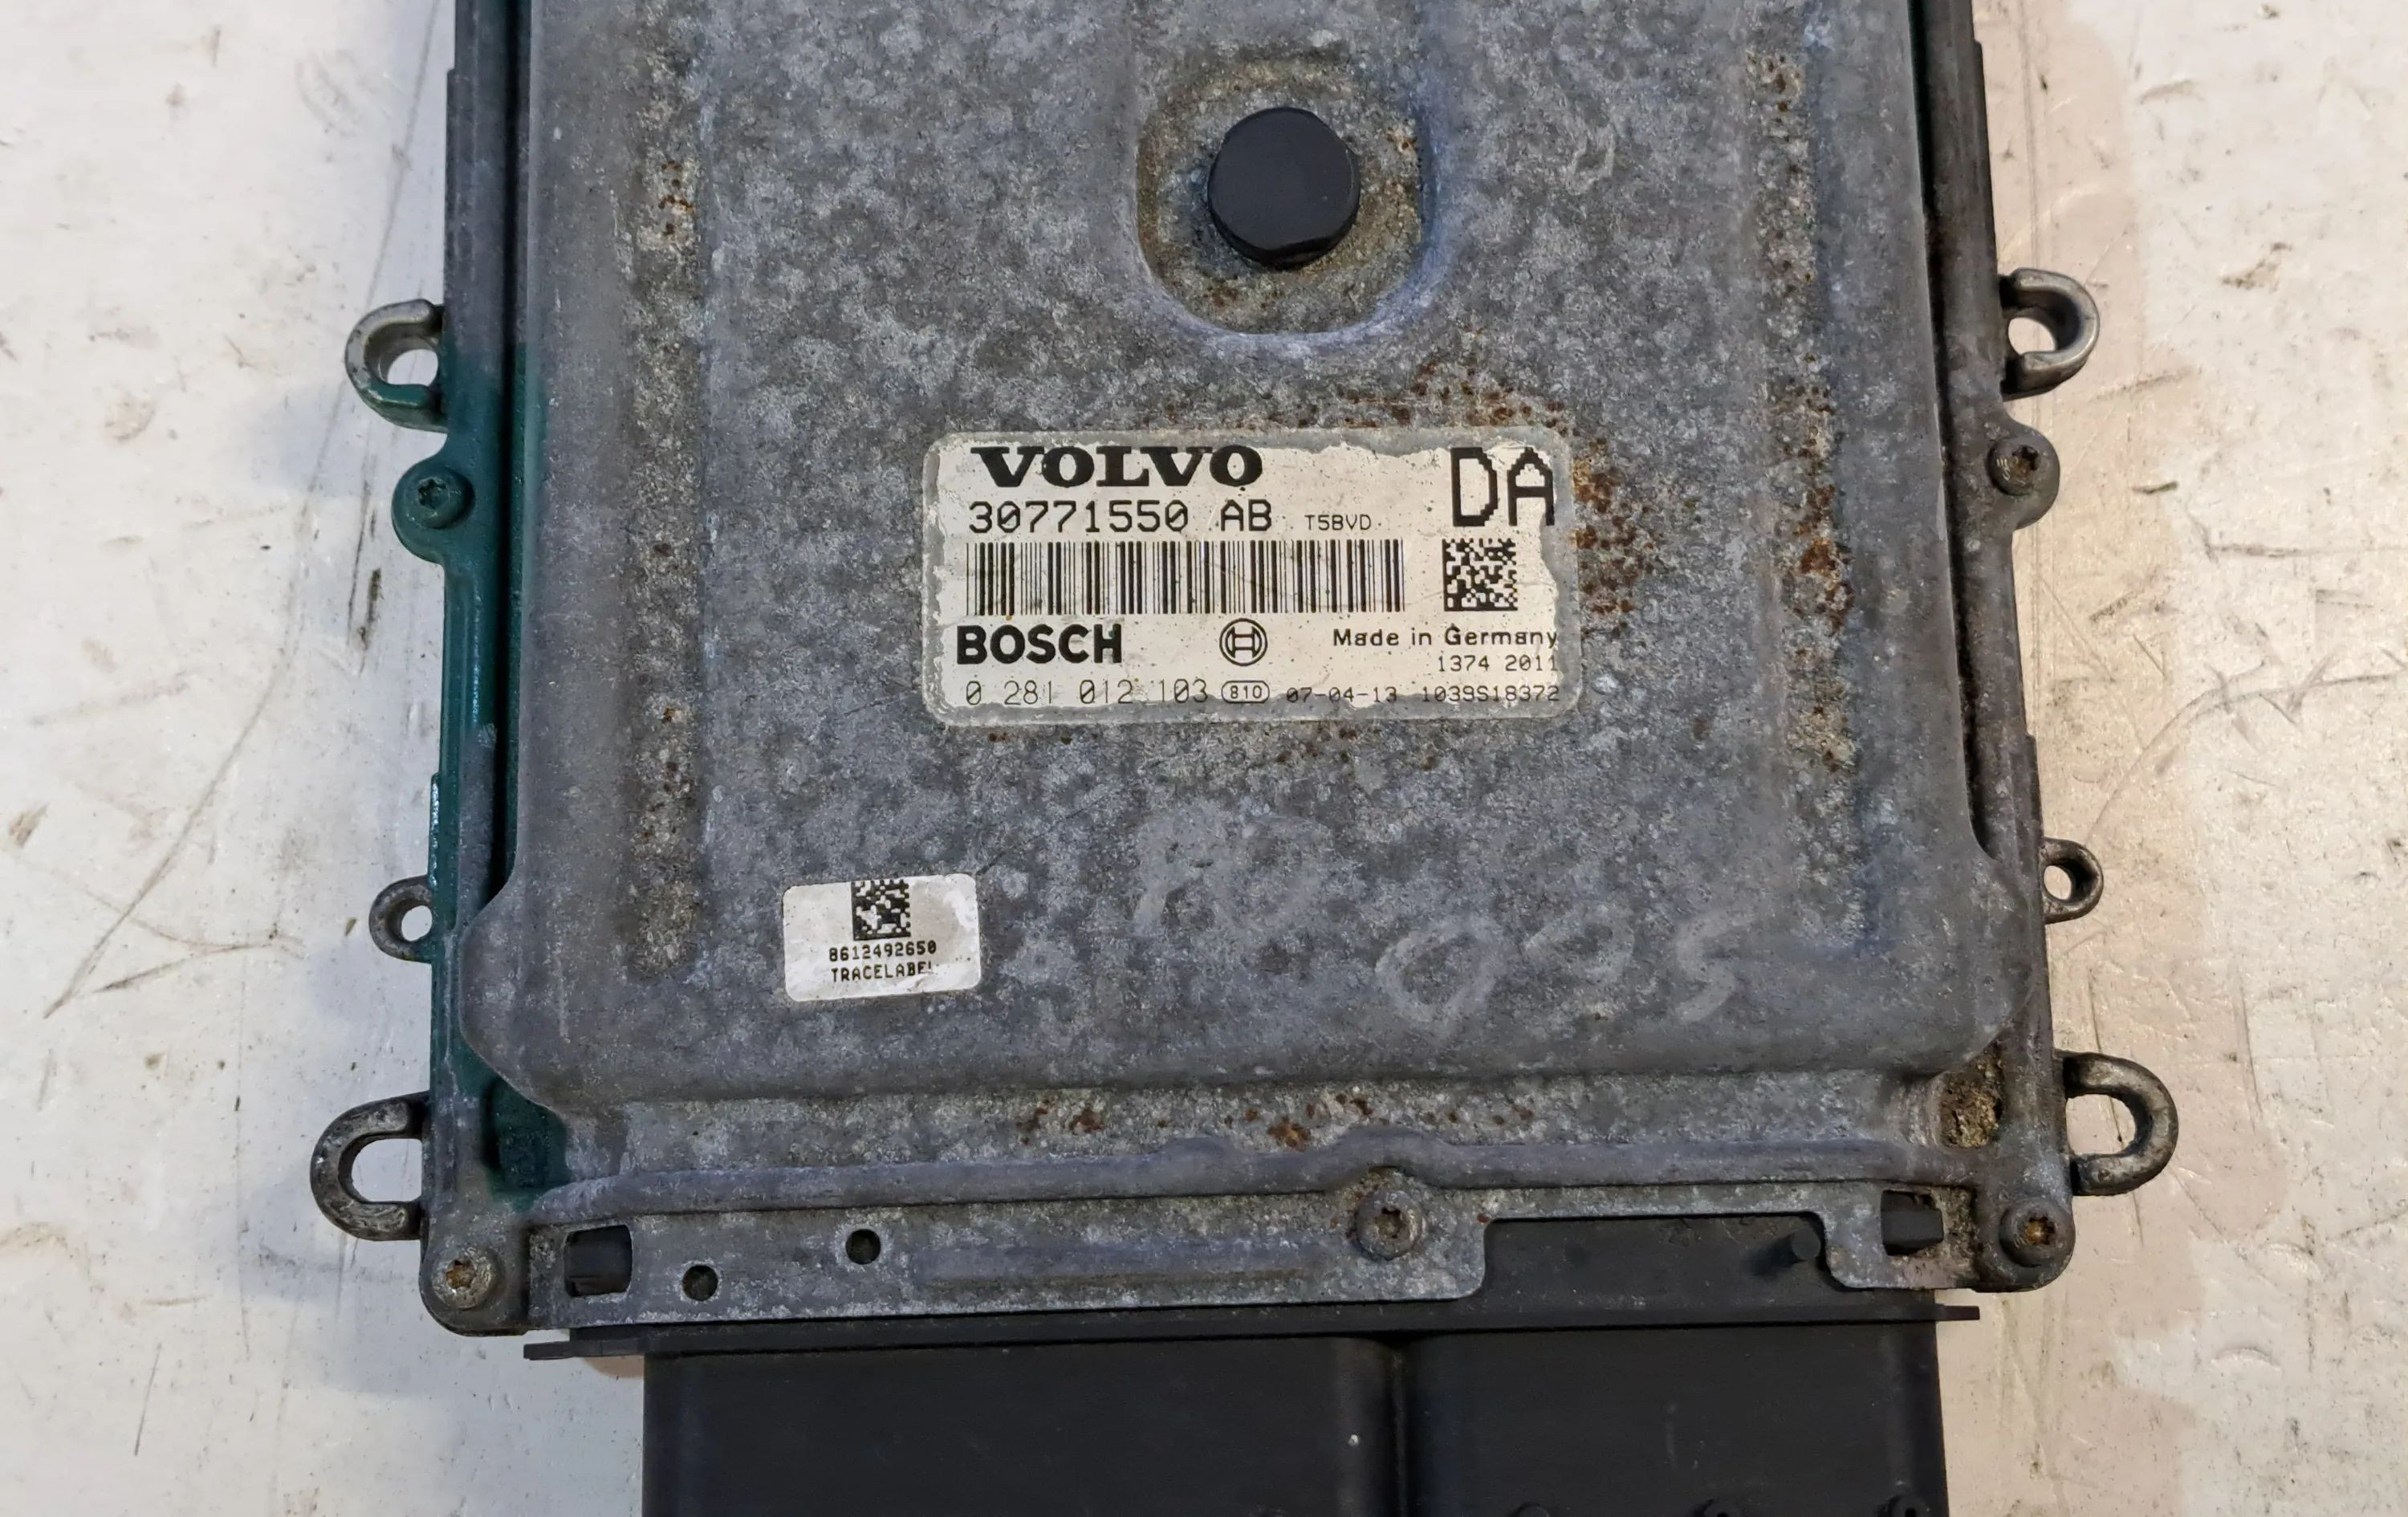 VOLVO
DA
30771550 AB T5BVD
BOSCH
Made in Germany
1374 2011
0 281 012 103 810 07-04-13 1039S18372
8612492650
TRACELABEL